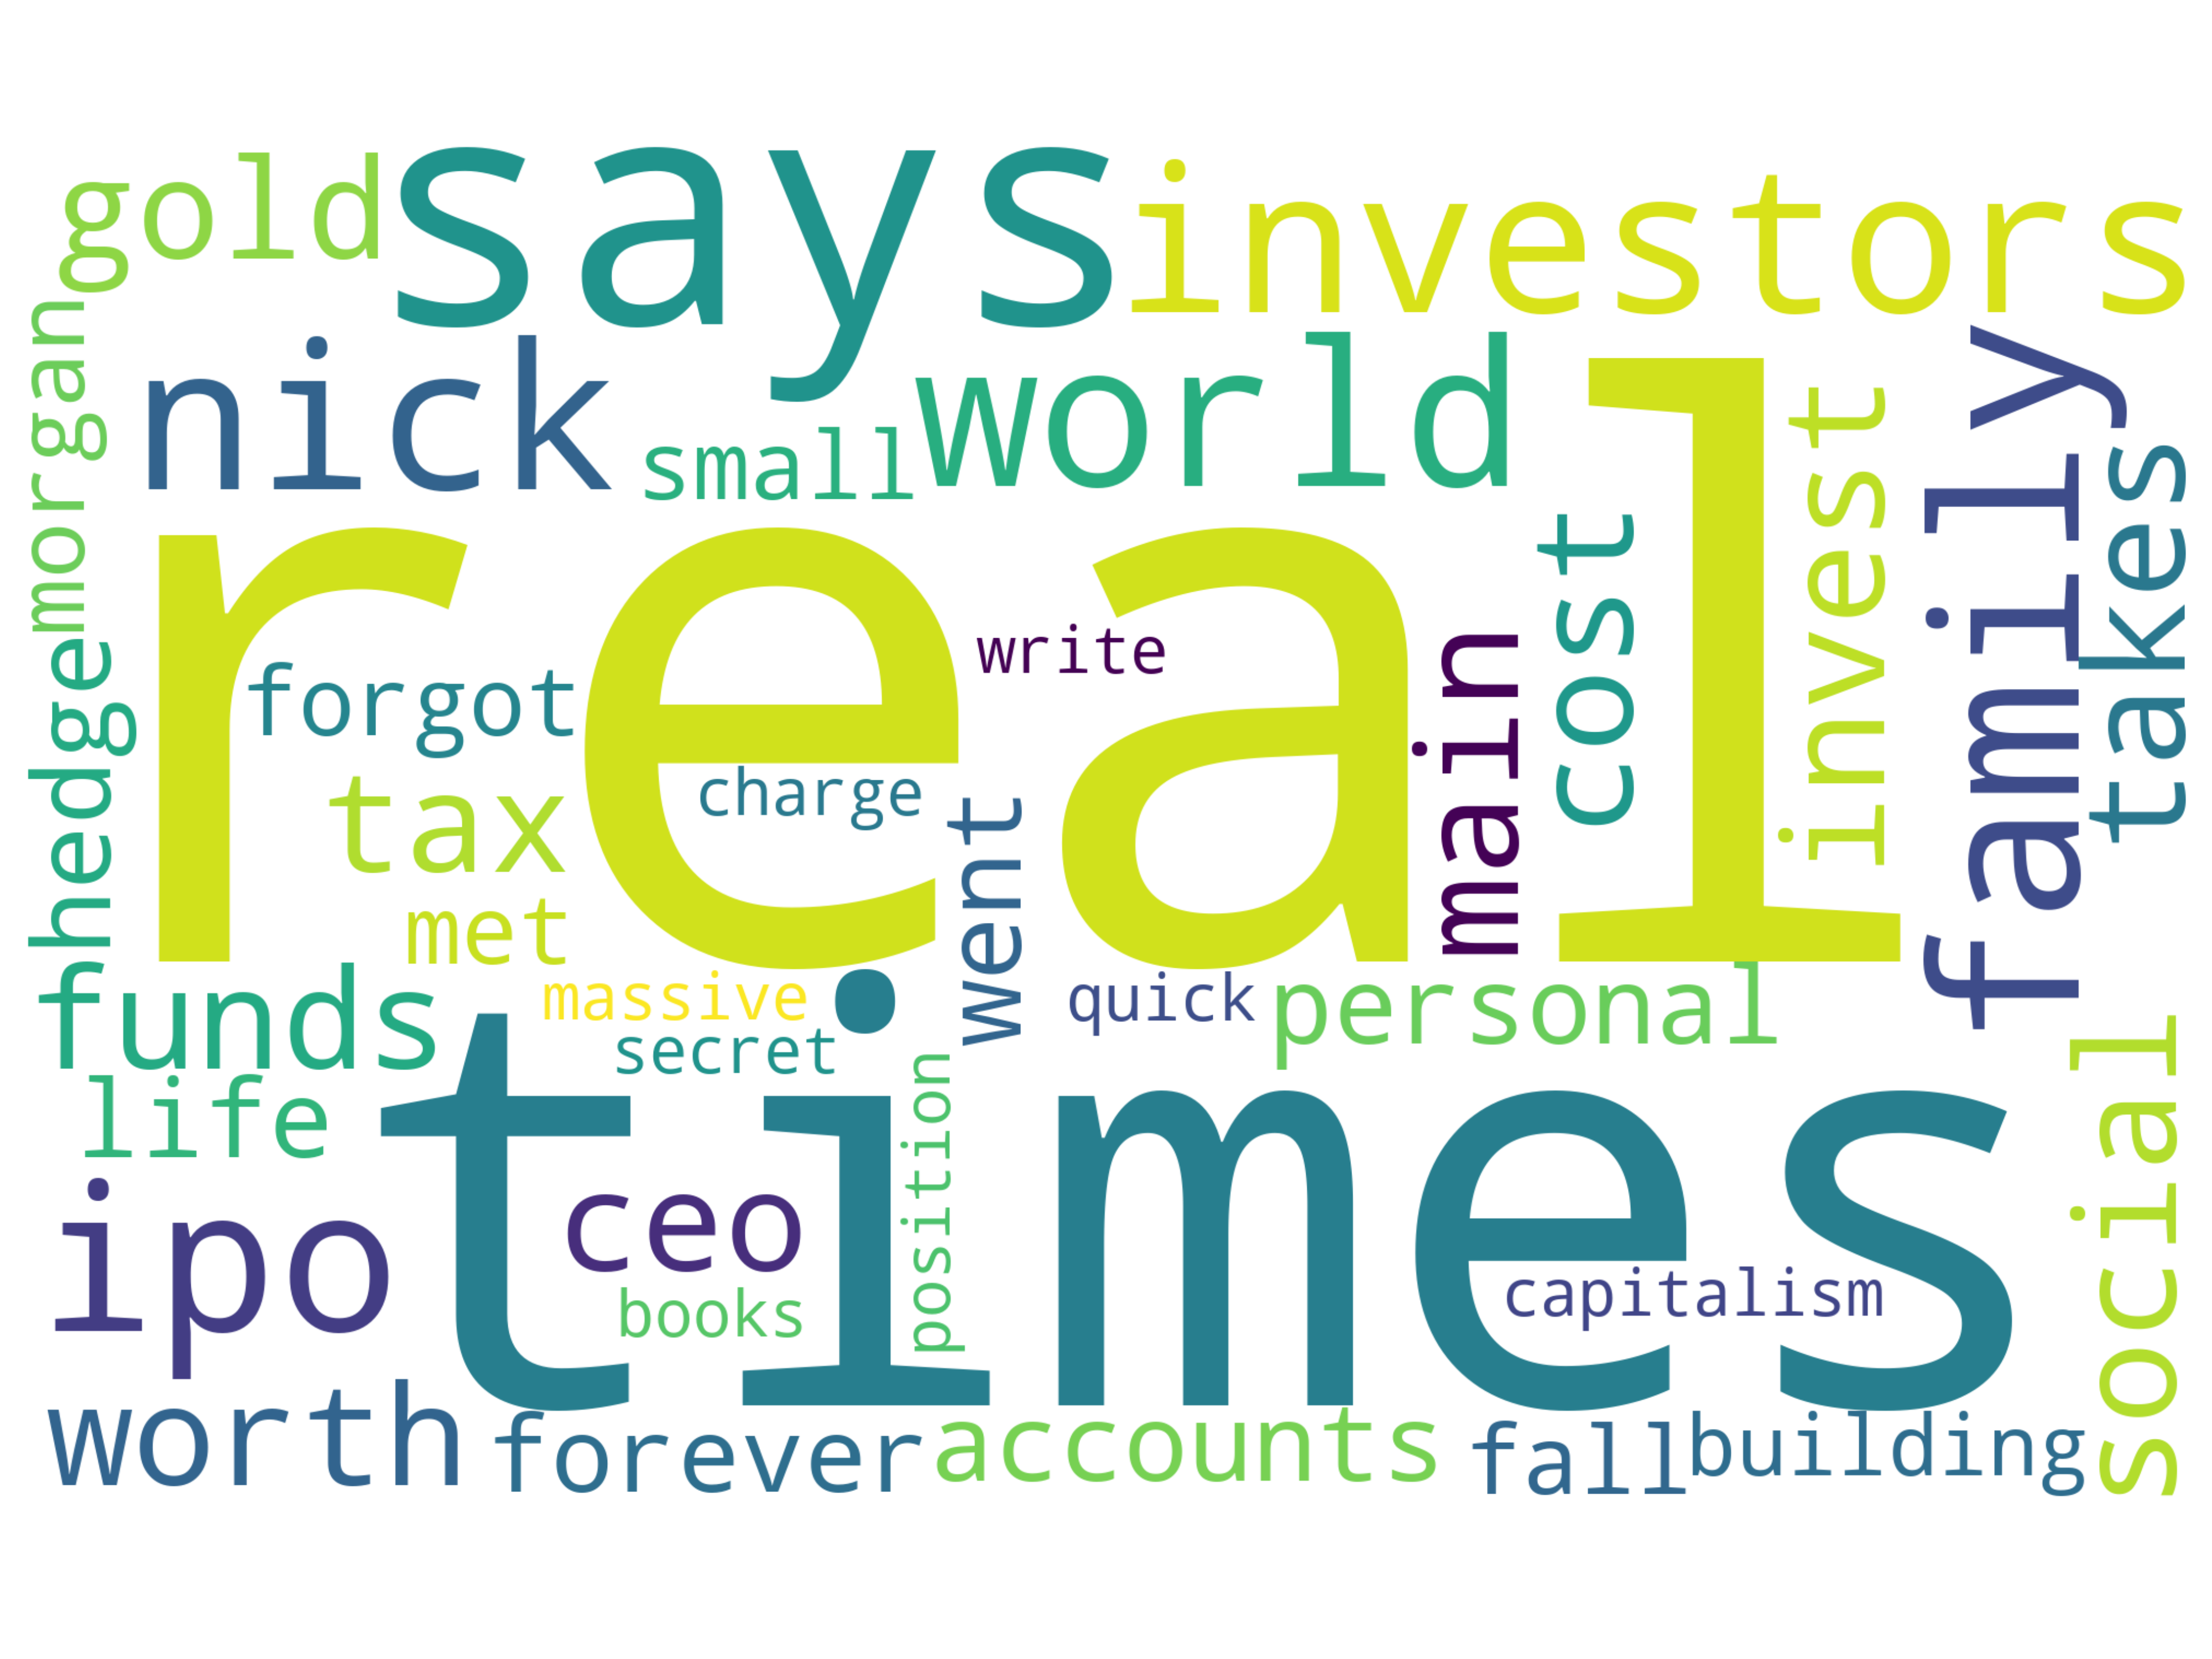 gold
says
investors
morgan
nick
small
world
invest
family
takes
real
cost
write
main
hedge
forgot
tax
charge
went
met
funds
massive
secret
quick
personal
life
times
social
ipo
ceo
books
position
capitalism
worth
forever
accounts
fall
building